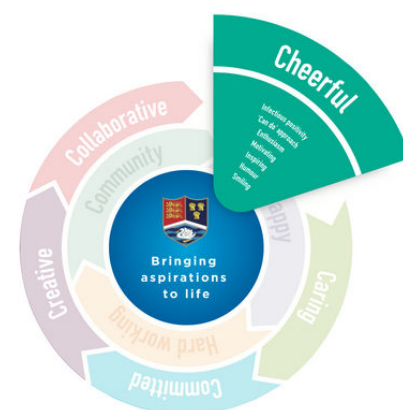 Cheerful
Infectious positivity
'Can do' approach
Enthusiasm
Motivating
Inspiring
Humour
Smiling
Collaborative
Community
Happy
Caring
Creative
Hard working
Committed
Bringing
aspirations
to life